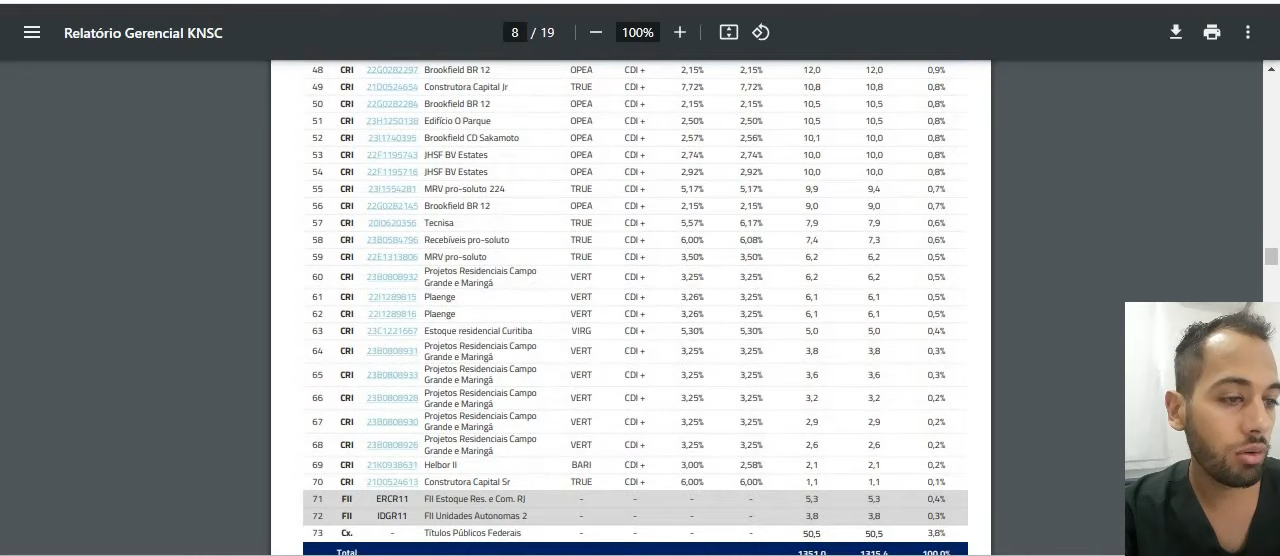 Relatório Gerencial KNSC 8 / 19 100%
48 CRI 22G0282297 Brookfield BR 12 OPEA CDI + 2,15% 2,15% 12,0 12,0 0,9%
49 CRI 21D0524654 Construtora Capital Jr TRUE CDI + 7,72% 7,72% 10,8 10,8 0,8%
50 CRI 22G0282284 Brookfield BR 12 OPEA CDI + 2,15% 2,15% 10,5 10,5 0,8%
51 CRI 23H1250138 Edifício O Parque OPEA CDI + 2,50% 2,50% 10,5 10,5 0,8%
52 CRI 23I1740395 Brookfield CD Sakamoto OPEA CDI + 2,57% 2,56% 10,1 10,0 0,8%
53 CRI 22F1195743 JHSF BV Estates OPEA CDI + 2,74% 2,74% 10,0 10,0 0,8%
54 CRI 22F1195716 JHSF BV Estates OPEA CDI + 2,92% 2,92% 10,0 10,0 0,8%
55 CRI 23I1554281 MRV pro-soluto 224 TRUE CDI + 5,17% 5,17% 9,9 9,4 0,7%
56 CRI 22G0282145 Brookfield BR 12 OPEA CDI + 2,15% 2,15% 9,0 9,0 0,7%
57 CRI 20I0620356 Tecnisa TRUE CDI + 5,57% 6,17% 7,9 7,9 0,6%
58 CRI 23B0584796 Recebíveis pro-soluto TRUE CDI + 6,00% 6,08% 7,4 7,3 0,6%
59 CRI 22E1313806 MRV pro-soluto TRUE CDI + 3,50% 3,50% 6,2 6,2 0,5%
60 CRI 23B0808932 Projetos Residenciais Campo VERT CDI + 3,25% 3,25% 6,2 6,2 0,5%
Grande e Maringá
61 CRI 22I1289815 Plaenge VERT CDI + 3,26% 3,25% 6,1 6,1 0,5%
62 CRI 22I1289816 Plaenge VERT CDI + 3,26% 3,25% 6,1 6,1 0,5%
63 CRI 23C1221667 Estoque residencial Curitiba VIRG CDI + 5,30% 5,30% 5,0 5,0 0,4%
64 CRI 23B0808931 Projetos Residenciais Campo VERT CDI + 3,25% 3,25% 3,8 3,8 0,3%
Grande e Maringá
65 CRI 23B0808933 Projetos Residenciais Campo VERT CDI + 3,25% 3,25% 3,6 3,6 0,3%
Grande e Maringá
66 CRI 23B0808928 Projetos Residenciais Campo VERT CDI + 3,25% 3,25% 3,2 3,2 0,2%
Grande e Maringá
67 CRI 23B0808930 Projetos Residenciais Campo VERT CDI + 3,25% 3,25% 2,9 2,9 0,2%
Grande e Maringá
68 CRI 23B0808926 Projetos Residenciais Campo VERT CDI + 3,25% 3,25% 2,6 2,6 0,2%
Grande e Maringá
69 CRI 21K0938631 Helbor II BARI CDI + 3,00% 2,58% 2,1 2,1 0,2%
70 CRI 21D0524613 Construtora Capital Sr TRUE CDI + 6,00% 6,00% 1,1 1,1 0,1%
71 FII ERCR11 FII Estoque Res. e Com. RJ - - - - 5,3 5,3 0,4%
72 FII IDGR11 FII Unidades Autonomas 2 - - - - 3,8 3,8 0,3%
73 Cx. - Títulos Públicos Federais - - - - 50,5 50,5 3,8%
Total 1351,0 1315,4 100,0%